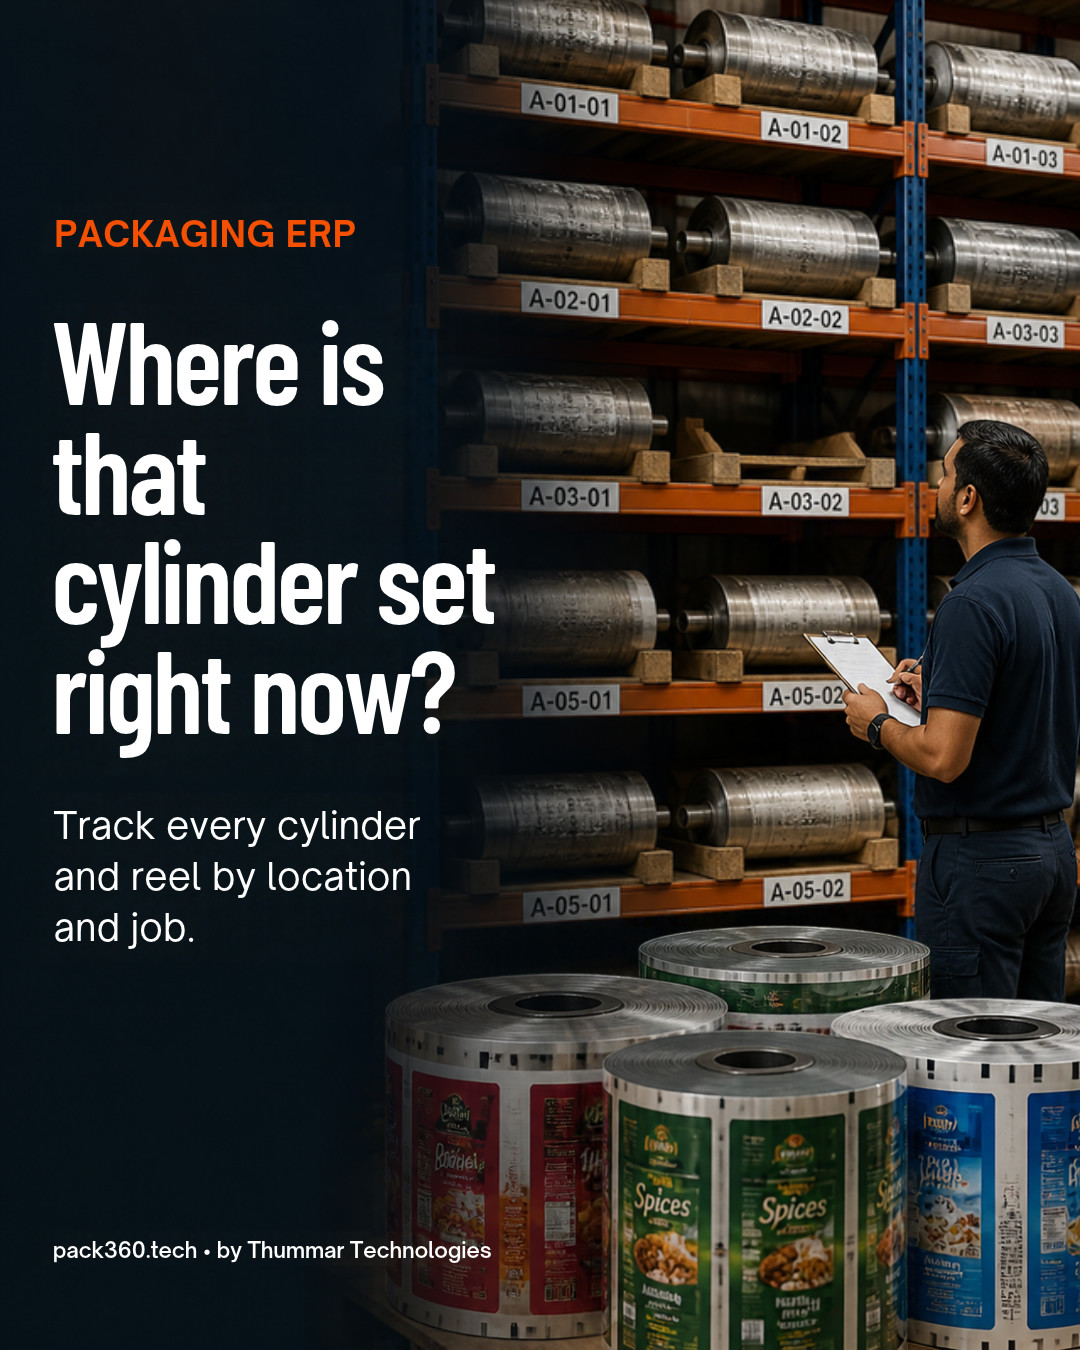 A-01-01
A-01-02
A-01-03
PACKAGING ERP
A-02-01
A-02-02
A-03-03
Where is
that
cylinder set
right now?
A-03-01
A-03-02
03
A-05-01
A-05-02
Track every cylinder
and reel by location
and job.
A-05-01
A-05-02
Spices
Spices
pack360.tech • by Thummar Technologies